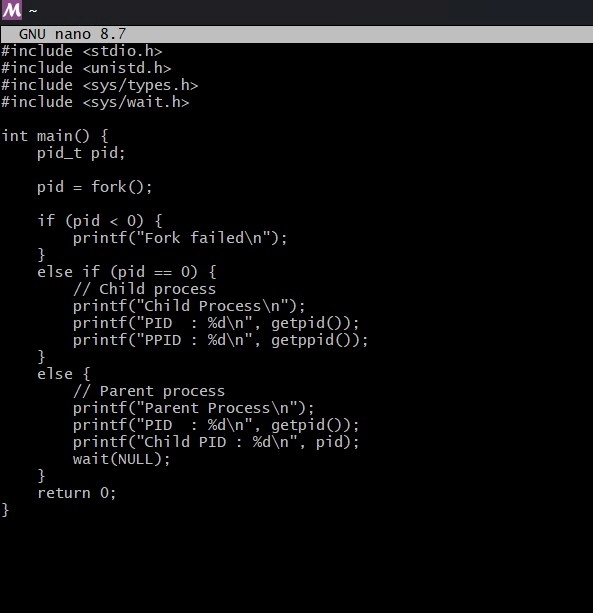 M ~
GNU nano 8.7
#include <stdio.h>
#include <unistd.h>
#include <sys/types.h>
#include <sys/wait.h>

int main() {
    pid_t pid;

    pid = fork();

    if (pid < 0) {
        printf("Fork failed\n");
    }
    else if (pid == 0) {
        // Child process
        printf("Child Process\n");
        printf("PID  : %d\n", getpid());
        printf("PPID : %d\n", getppid());
    }
    else {
        // Parent process
        printf("Parent Process\n");
        printf("PID  : %d\n", getpid());
        printf("Child PID : %d\n", pid);
        wait(NULL);
    }
    return 0;
}